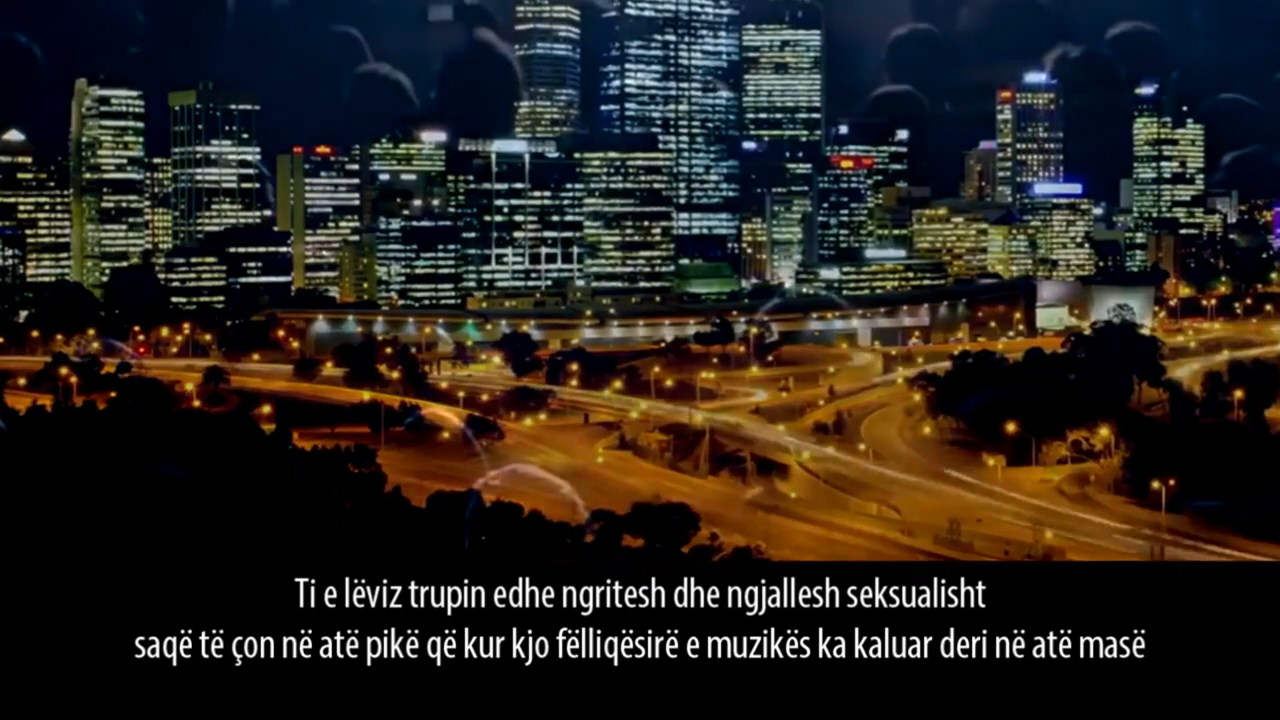 Ti e lëviz trupin edhe ngritesh dhe ngjallesh seksualisht
saqë të çon në atë pikë që kur kjo fëlliqësirë e muzikës ka kaluar deri në atë masë